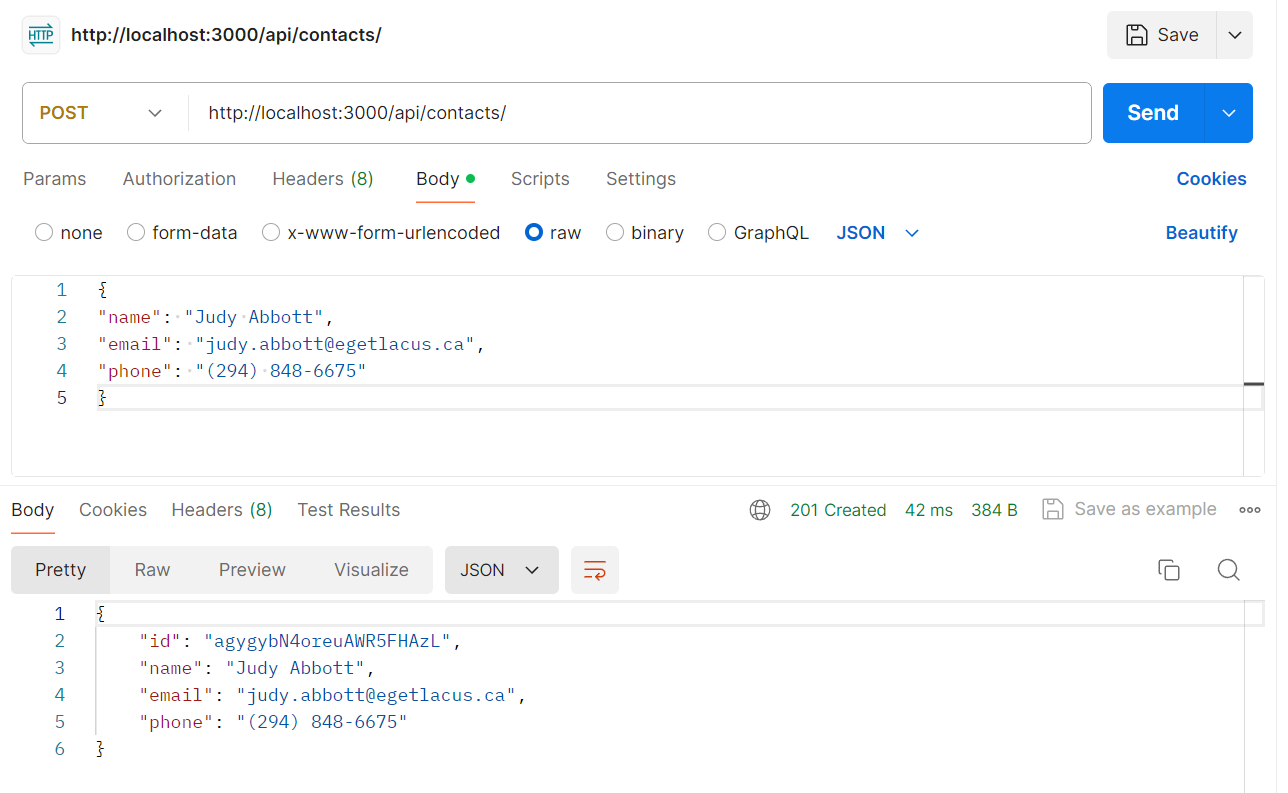 HTTP http://localhost:3000/api/contacts/ Save
POST http://localhost:3000/api/contacts/ Send
Params Authorization Headers (8) Body Scripts Settings Cookies
none form-data x-www-form-urlencoded raw binary GraphQL JSON Beautify
1 {
2 "name": "Judy Abbott",
3 "email": "judy.abbott@egetlacus.ca",
4 "phone": "(294) 848-6675"
5 }
Body Cookies Headers (8) Test Results 201 Created 42 ms 384 B Save as example
Pretty Raw Preview Visualize JSON
1 {
2 "id": "agygybN4oreuAWR5FHAzL",
3 "name": "Judy Abbott",
4 "email": "judy.abbott@egetlacus.ca",
5 "phone": "(294) 848-6675"
6 }